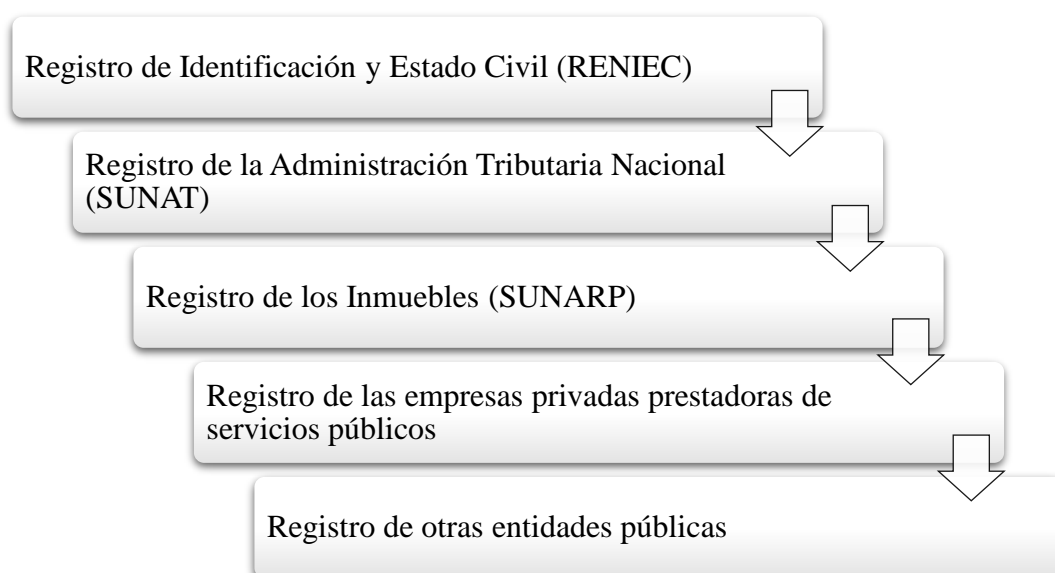 Registro de Identificación y Estado Civil (RENIEC)
Registro de la Administración Tributaria Nacional
(SUNAT)
Registro de los Inmuebles (SUNARP)
Registro de las empresas privadas prestadoras de
servicios públicos
Registro de otras entidades públicas